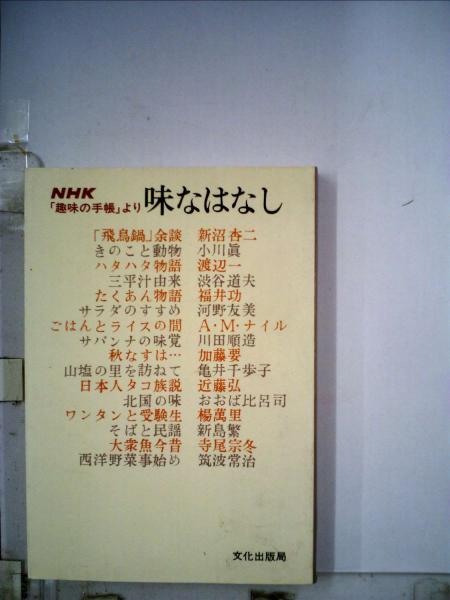 NHK
「趣味の手帳」より 味なはなし
「飛鳥鍋」余談 新沼杏二
きのこと動物 小川眞
ハタハタ物語 渡辺一
三平汁由来 渋谷道夫
たくあん物語 福井功
サラダのすすめ 河野友美
ごはんとライスの間 A・M・ナイル
サバンナの味覚 川田順造
秋なすは… 加藤要
山塩の里を訪ねて 亀井千歩子
日本人タコ族説 近藤弘
北国の味 おおば比呂司
ワンタンと受験生 楊萬里
そばと民謡 新島繁
大衆魚今昔 寺尾宗冬
西洋野菜事始め 筑波常治
文化出版局